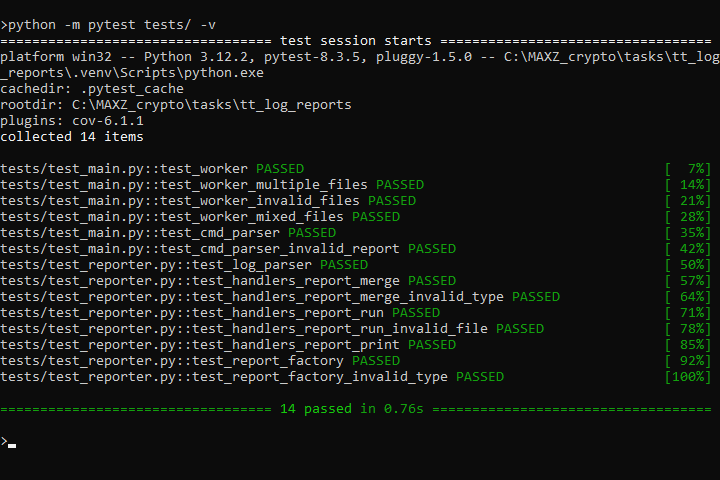 >python -m pytest tests/ -v
================================== test session starts ==================================
platform win32 -- Python 3.12.2, pytest-8.3.5, pluggy-1.5.0 -- C:\MAXZ_crypto\tasks\tt_log
_reports\.venv\Scripts\python.exe
cachedir: .pytest_cache
rootdir: C:\MAXZ_crypto\tasks\tt_log_reports
plugins: cov-6.1.1
collected 14 items
tests/test_main.py::test_worker PASSED [  7%]
tests/test_main.py::test_worker_multiple_files PASSED [ 14%]
tests/test_main.py::test_worker_invalid_files PASSED [ 21%]
tests/test_main.py::test_worker_mixed_files PASSED [ 28%]
tests/test_main.py::test_cmd_parser PASSED [ 35%]
tests/test_main.py::test_cmd_parser_invalid_report PASSED [ 42%]
tests/test_reporter.py::test_log_parser PASSED [ 50%]
tests/test_reporter.py::test_handlers_report_merge PASSED [ 57%]
tests/test_reporter.py::test_handlers_report_merge_invalid_type PASSED [ 64%]
tests/test_reporter.py::test_handlers_report_run PASSED [ 71%]
tests/test_reporter.py::test_handlers_report_run_invalid_file PASSED [ 78%]
tests/test_reporter.py::test_handlers_report_print PASSED [ 85%]
tests/test_reporter.py::test_report_factory PASSED [ 92%]
tests/test_reporter.py::test_report_factory_invalid_type PASSED [100%]
================================== 14 passed in 0.76s ===================================
>